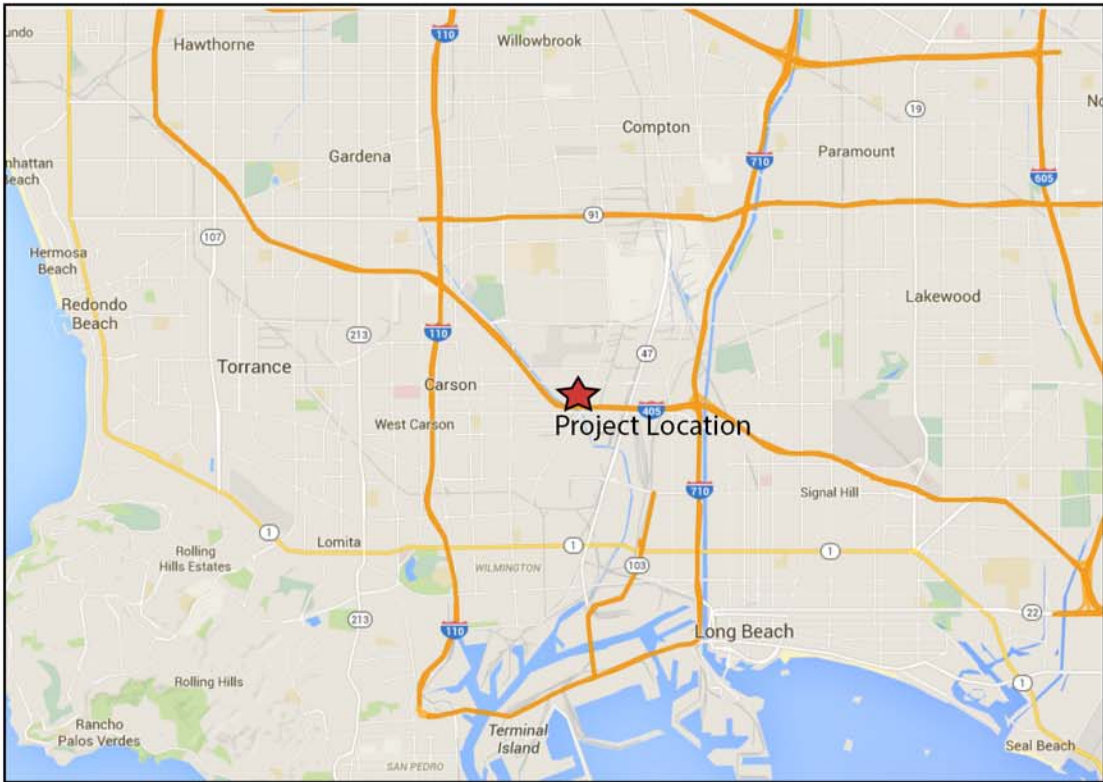 undo
Hawthorne
110
Willowbrook
19
No
Compton
Gardena
Paramount
nhattan
Beach
710
605
91
107
Hermosa
Beach
Redondo
Beach
Lakewood
213
110
47
Torrance
Carson
West Carson
405
Project Location
710
Signal Hill
1
Lomita
1
1
Rolling
Hills Estates
WILMINGTON
103
213
22
110
Long Beach
Rolling Hills
1
Rancho
Palos Verdes
Terminal
Island
Seal Beach
SAN PEDRO